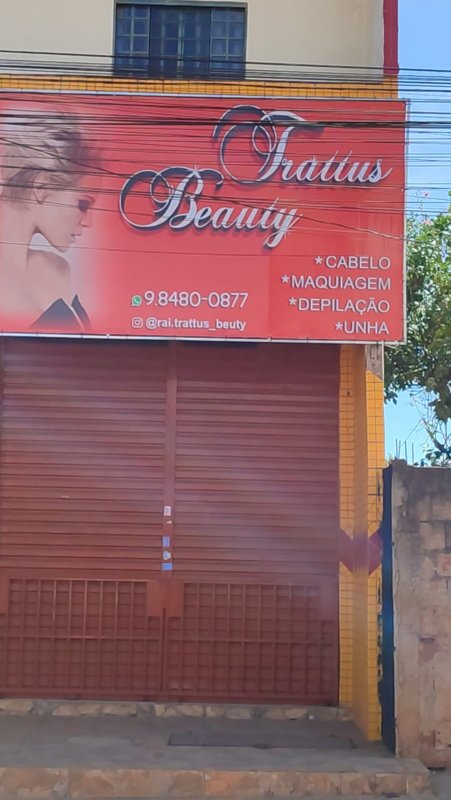 Trattus
Beauty
*CABELO
*MAQUIAGEM
*DEPILAÇÃO
*UNHA
9.8480-0877
@rai.trattus_beuty